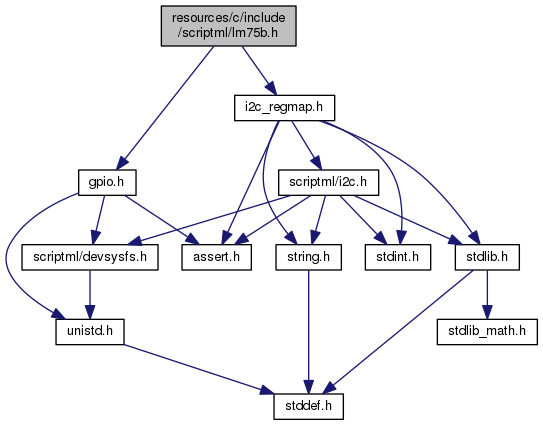 resources/c/include
/scriptml/lm75b.h
i2c_regmap.h
gpio.h
scriptml/i2c.h
scriptml/devsysfs.h
assert.h
string.h
stdint.h
stdlib.h
unistd.h
stdlib_math.h
stddef.h